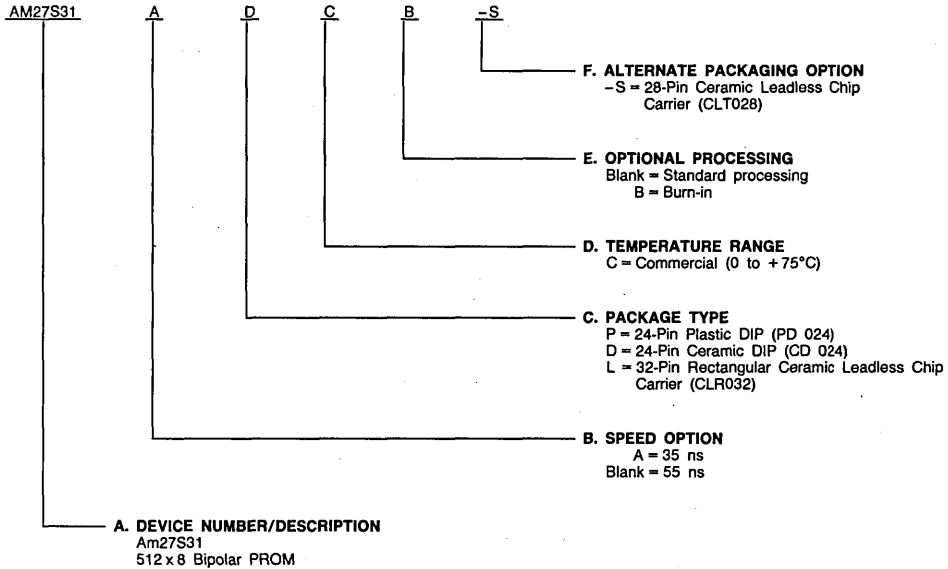 AM27S31 A D C B -S
F. ALTERNATE PACKAGING OPTION
-S = 28-Pin Ceramic Leadless Chip
Carrier (CLT028)
E. OPTIONAL PROCESSING
Blank = Standard processing
B = Burn-in
D. TEMPERATURE RANGE
C = Commercial (0 to +75°C)
C. PACKAGE TYPE
P = 24-Pin Plastic DIP (PD 024)
D = 24-Pin Ceramic DIP (CD 024)
L = 32-Pin Rectangular Ceramic Leadless Chip
Carrier (CLR032)
B. SPEED OPTION
A = 35 ns
Blank = 55 ns
A. DEVICE NUMBER/DESCRIPTION
Am27S31
512 x 8 Bipolar PROM